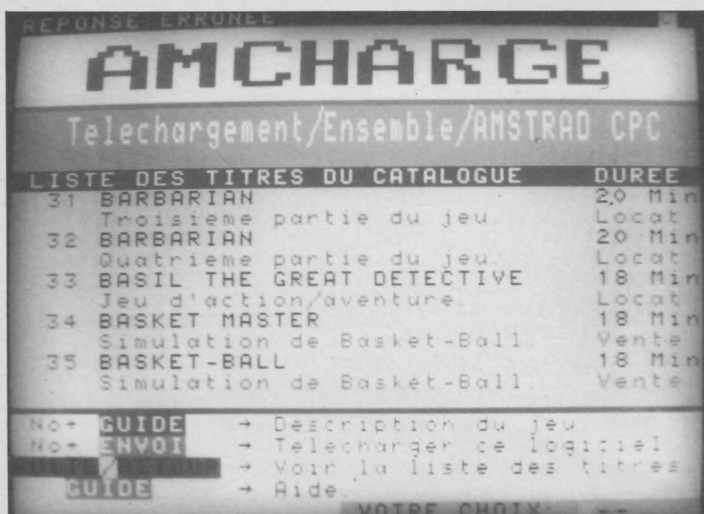 REPONSE ERRONEE
AMCHARGE
Telechargement/Ensemble/AMSTRAD CPC
LISTE DES TITRES DU CATALOGUE DUREE
31 BARBARIAN 20 Min
Troisieme partie du jeu. Locat
32 BARBARIAN 20 Min
Quatrieme partie du jeu. Locat
33 BASIL THE GREAT DETECTIVE 18 Min
Jeu d'action/aventure. Locat
34 BASKET MASTER 18 Min
Simulation de Basket-Ball. Vente
35 BASKET-BALL 18 Min
Simulation de Basket-Ball. Vente
No+ GUIDE → Description du jeu
No+ ENVOI → Telecharger ce logiciel
/RETOUR → Voir la liste des titres.
GUIDE → Aide.
VOTRE CHOIX: --